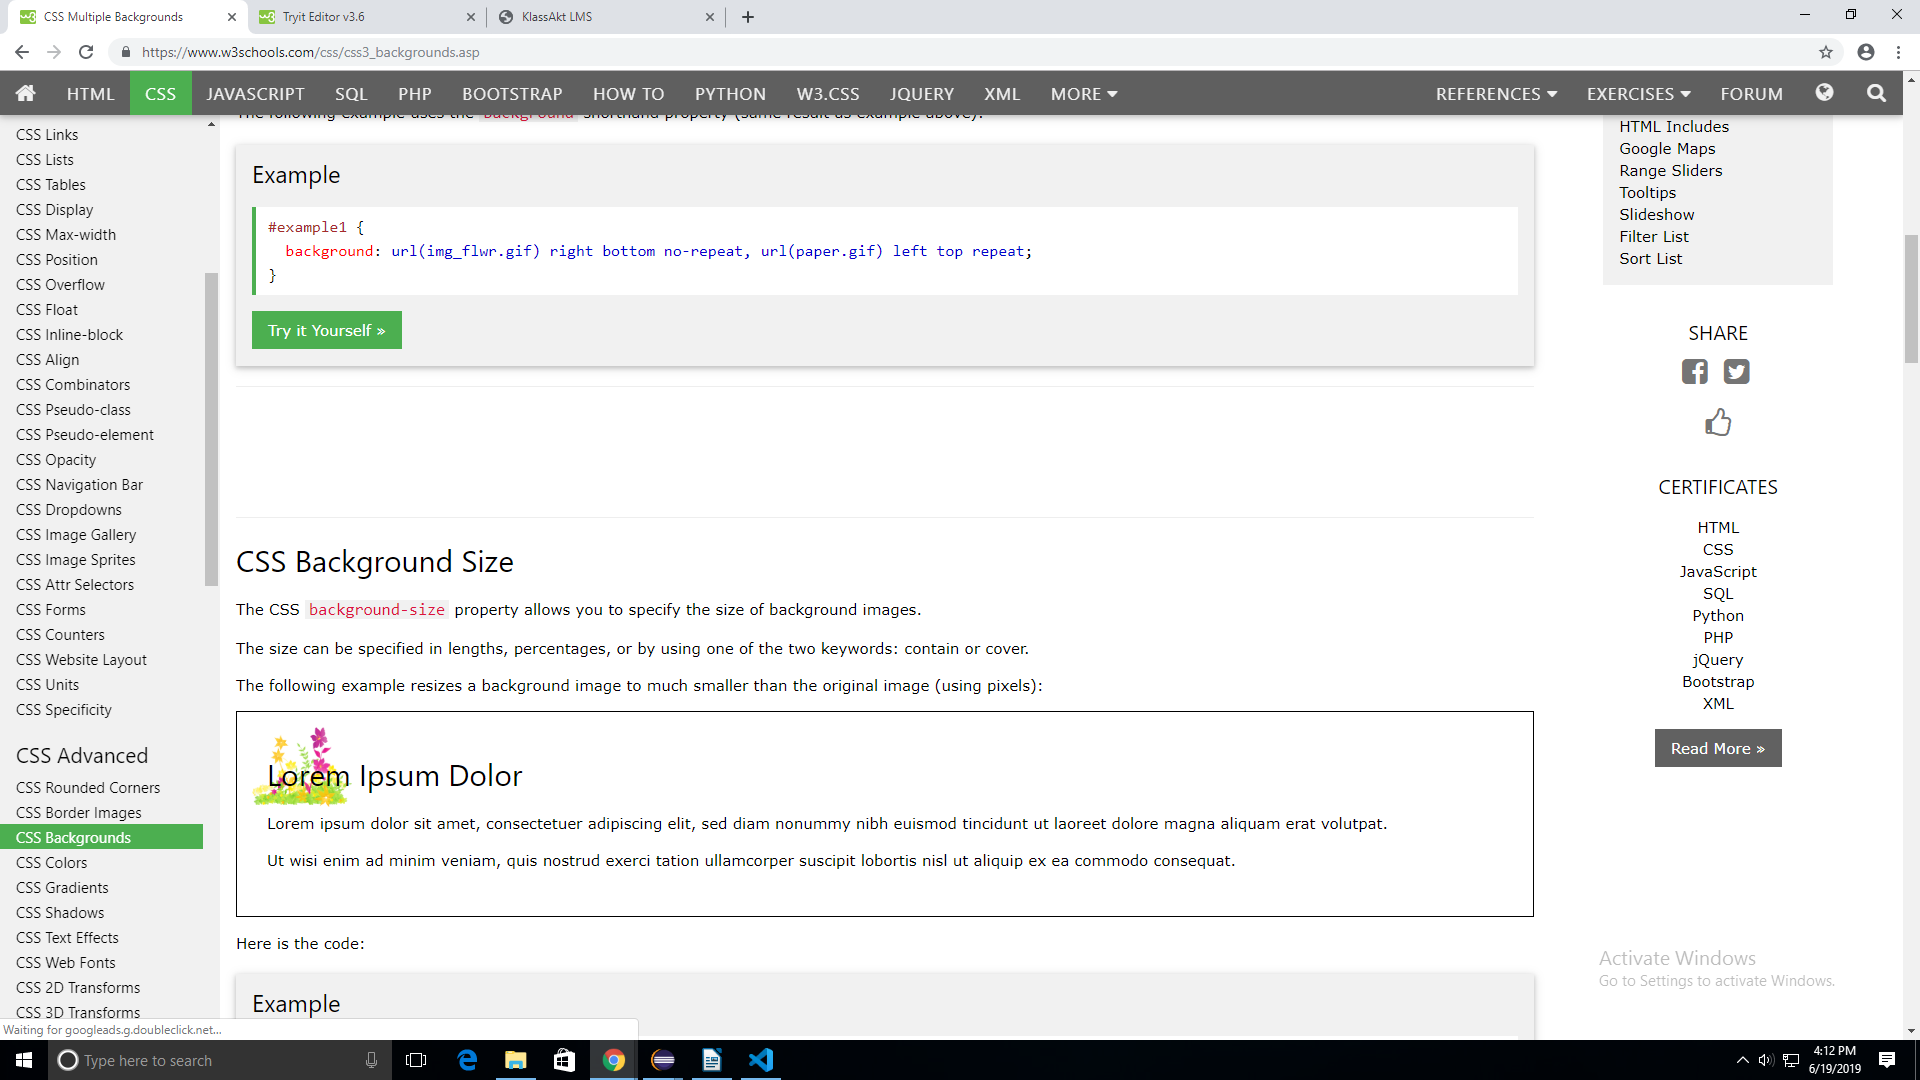 CSS Multiple Backgrounds
Tryit Editor v3.6
KlassAkt LMS
https://www.w3schools.com/css/css3_backgrounds.asp
HTML CSS JAVASCRIPT SQL PHP BOOTSTRAP HOW TO PYTHON W3.CSS JQUERY XML MORE REFERENCES EXERCISES FORUM
CSS Links
CSS Lists
CSS Tables
CSS Display
CSS Max-width
CSS Position
CSS Overflow
CSS Float
CSS Inline-block
CSS Align
CSS Combinators
CSS Pseudo-class
CSS Pseudo-element
CSS Opacity
CSS Navigation Bar
CSS Dropdowns
CSS Image Gallery
CSS Image Sprites
CSS Attr Selectors
CSS Forms
CSS Counters
CSS Website Layout
CSS Units
CSS Specificity
CSS Advanced
CSS Rounded Corners
CSS Border Images
CSS Backgrounds
CSS Colors
CSS Gradients
CSS Shadows
CSS Text Effects
CSS Web Fonts
CSS 2D Transforms
CSS 3D Transforms
Waiting for googleads.g.doubleclick.net...
The following example uses the background shorthand property (same result as example above):
Example
#example1 {
background: url(img_flwr.gif) right bottom no-repeat, url(paper.gif) left top repeat;
}
Try it Yourself »
CSS Background Size
The CSS background-size property allows you to specify the size of background images.
The size can be specified in lengths, percentages, or by using one of the two keywords: contain or cover.
The following example resizes a background image to much smaller than the original image (using pixels):
Lorem Ipsum Dolor
Lorem ipsum dolor sit amet, consectetuer adipiscing elit, sed diam nonummy nibh euismod tincidunt ut laoreet dolore magna aliquam erat volutpat.
Ut wisi enim ad minim veniam, quis nostrud exerci tation ullamcorper suscipit lobortis nisl ut aliquip ex ea commodo consequat.
Here is the code:
Example
HTML Includes
Google Maps
Range Sliders
Tooltips
Slideshow
Filter List
Sort List
SHARE
CERTIFICATES
HTML
CSS
JavaScript
SQL
Python
PHP
jQuery
Bootstrap
XML
Read More »
Activate Windows
Go to Settings to activate Windows.
Type here to search
4:12 PM
6/19/2019